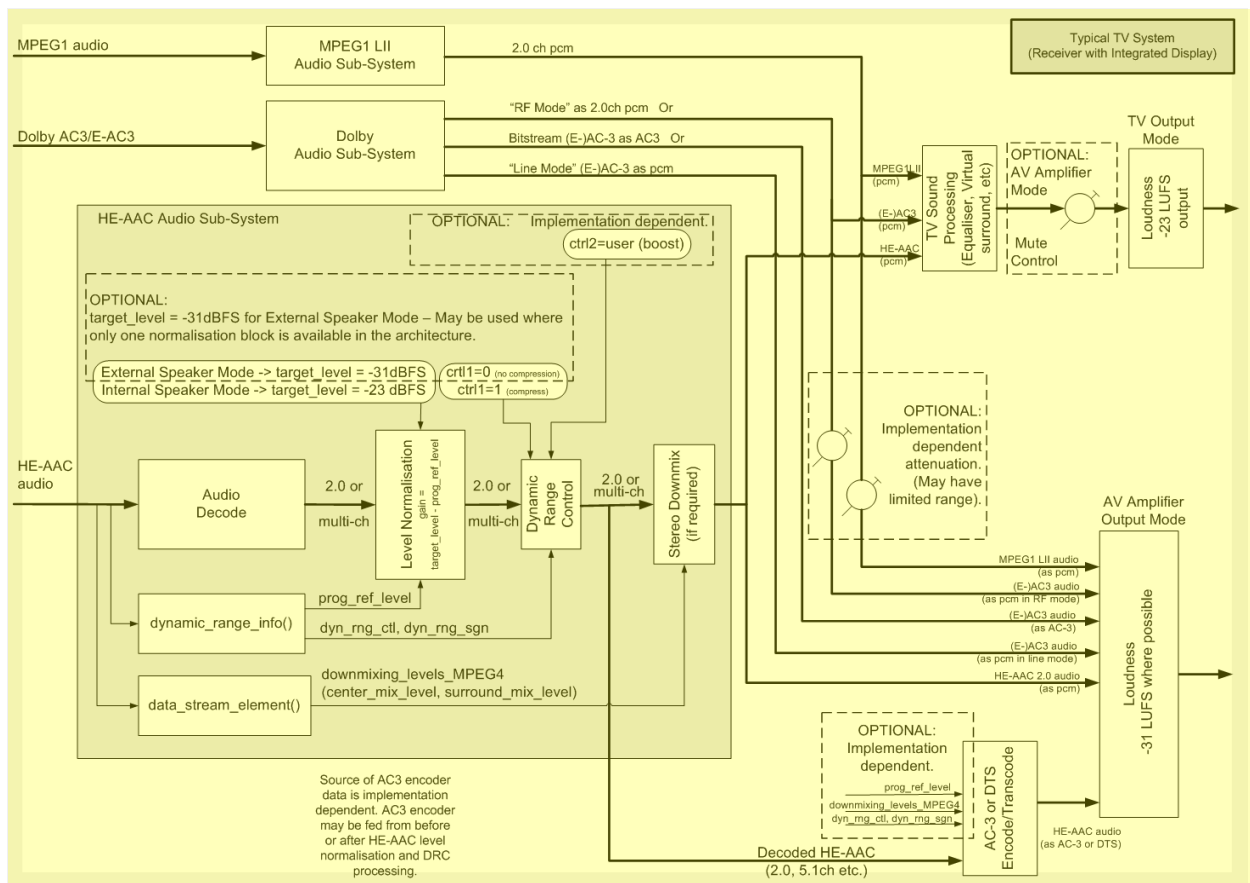 MPEG1 audio
MPEG1 LII
Audio Sub-System
2.0 ch pcm
Typical TV System
(Receiver with Integrated Display)
Dolby AC3/E-AC3
Dolby
Audio Sub-System
“RF Mode” as 2.0ch pcm Or
Bitstream (E-)AC-3 as AC3 Or
“Line Mode” (E-)AC-3 as pcm
MPEG1LII
(pcm)
(E-)AC3
(pcm)
HE-AAC
(pcm)
TV Sound
Processing
(Equaliser, Virtual
surround, etc)
OPTIONAL:
AV Amplifier
Mode
Mute
Control
TV Output
Mode
Loudness
-23 LUFS
output
HE-AAC Audio Sub-System
OPTIONAL: Implementation dependent.
ctrl2=user (boost)
OPTIONAL:
target_level = -31dBFS for External Speaker Mode – May be used where
only one normalisation block is available in the architecture.
External Speaker Mode -> target_level = -31dBFS
Internal Speaker Mode -> target_level = -23 dBFS
crtl1=0 (no compression)
ctrl1=1 (compress)
HE-AAC
audio
Audio
Decode
2.0 or
multi-ch
Level Normalisation
gain =
target_level - prog_ref_level
2.0 or
multi-ch
Dynamic
Range
Control
2.0 or
multi-ch
Stereo Downmix
(if required)
OPTIONAL:
Implementation
dependent
attenuation.
(May have
limited range).
dynamic_range_info()
prog_ref_level
dyn_rng_ctl, dyn_rng_sgn
data_stream_element()
downmixing_levels_MPEG4
(center_mix_level, surround_mix_level)
AV Amplifier
Output Mode
MPEG1 LII audio
(as pcm)
(E-)AC3 audio
(as pcm in RF mode)
(E-)AC3 audio
(as AC-3)
(E-)AC3 audio
(as pcm in line mode)
HE-AAC 2.0 audio
(as pcm)
Loudness
-31 LUFS where possible
Source of AC3 encoder
data is implementation
dependent. AC3 encoder
may be fed from before
or after HE-AAC level
normalisation and DRC
processing.
OPTIONAL:
Implementation
dependent.
prog_ref_level
downmixing_levels_MPEG4
dyn_rng_ctl, dyn_rng_sgn
AC-3 or DTS
Encode/Transcode
HE-AAC audio
(as AC-3 or DTS)
Decoded HE-AAC
(2.0, 5.1ch etc.)